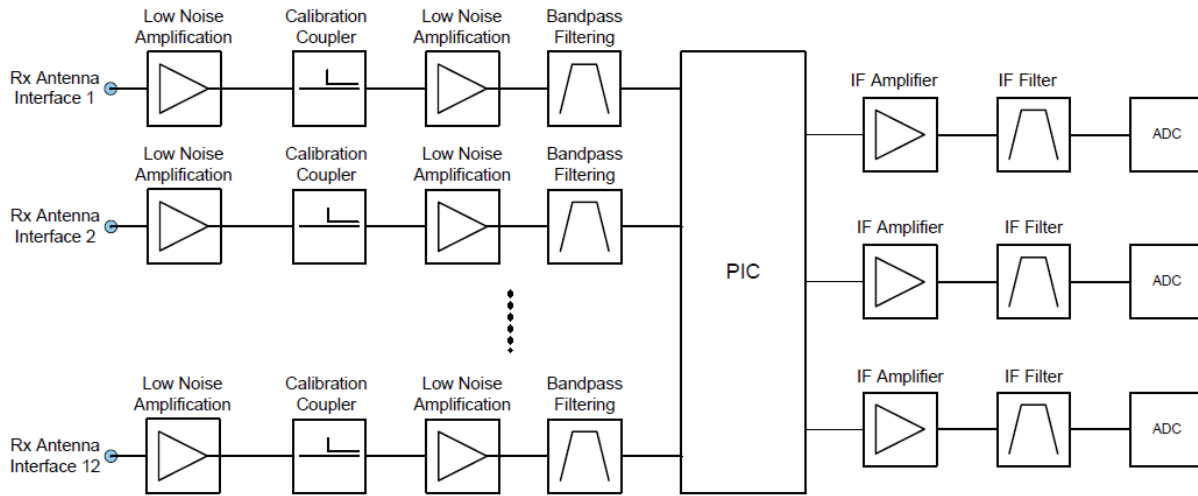 Low Noise
Amplification
Calibration
Coupler
Low Noise
Amplification
Bandpass
Filtering
Rx Antenna
Interface 1
IF Amplifier
IF Filter
ADC
Low Noise
Amplification
Calibration
Coupler
Low Noise
Amplification
Bandpass
Filtering
Rx Antenna
Interface 2
IF Amplifier
IF Filter
ADC
PIC
Low Noise
Amplification
Calibration
Coupler
Low Noise
Amplification
Bandpass
Filtering
Rx Antenna
Interface 12
IF Amplifier
IF Filter
ADC